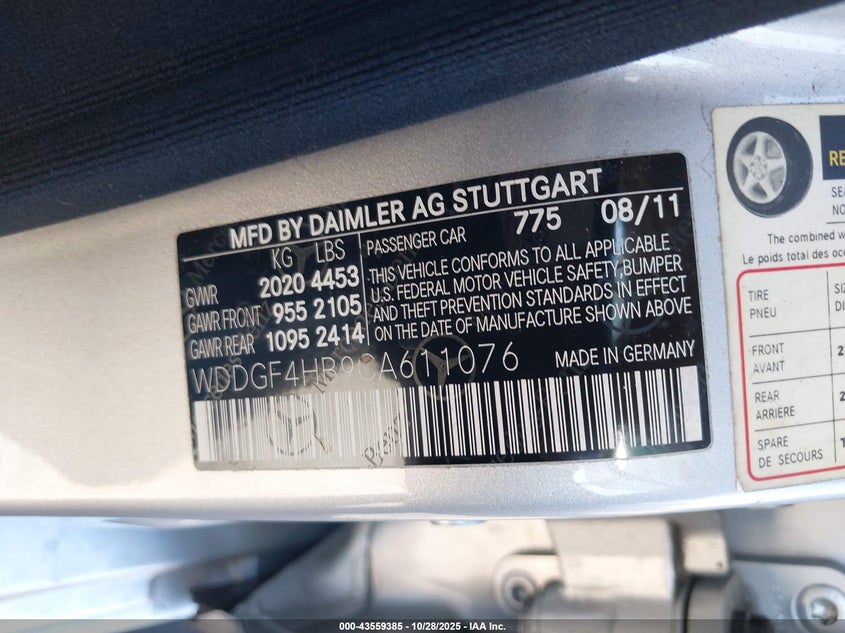 MFD BY DAIMLER AG STUTTGART
KG LBS
PASSENGER CAR 775 08/11
GVWR 2020 4453
GAWR FRONT 955 2105
GAWR REAR 1095 2414
THIS VEHICLE CONFORMS TO ALL APPLICABLE
U.S. FEDERAL MOTOR VEHICLE SAFETY,BUMPER
AND THEFT PREVENTION STANDARDS IN EFFECT
ON THE DATE OF MANUFACTURE SHOWN ABOVE
WDDGF4HB9CA611076
MADE IN GERMANY
The combined
Le poids total des
TIRE
PNEU
FRONT
AVANT
REAR
ARRIÈRE
SPARE
DE SECOURS
000-43559385 - 10/28/2025 - IAA Inc.